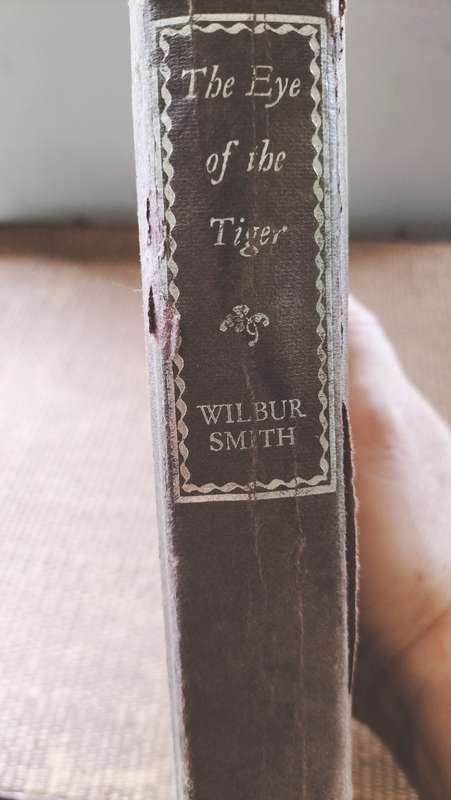 The Eye
of the
Tiger
WILBUR
SMITH